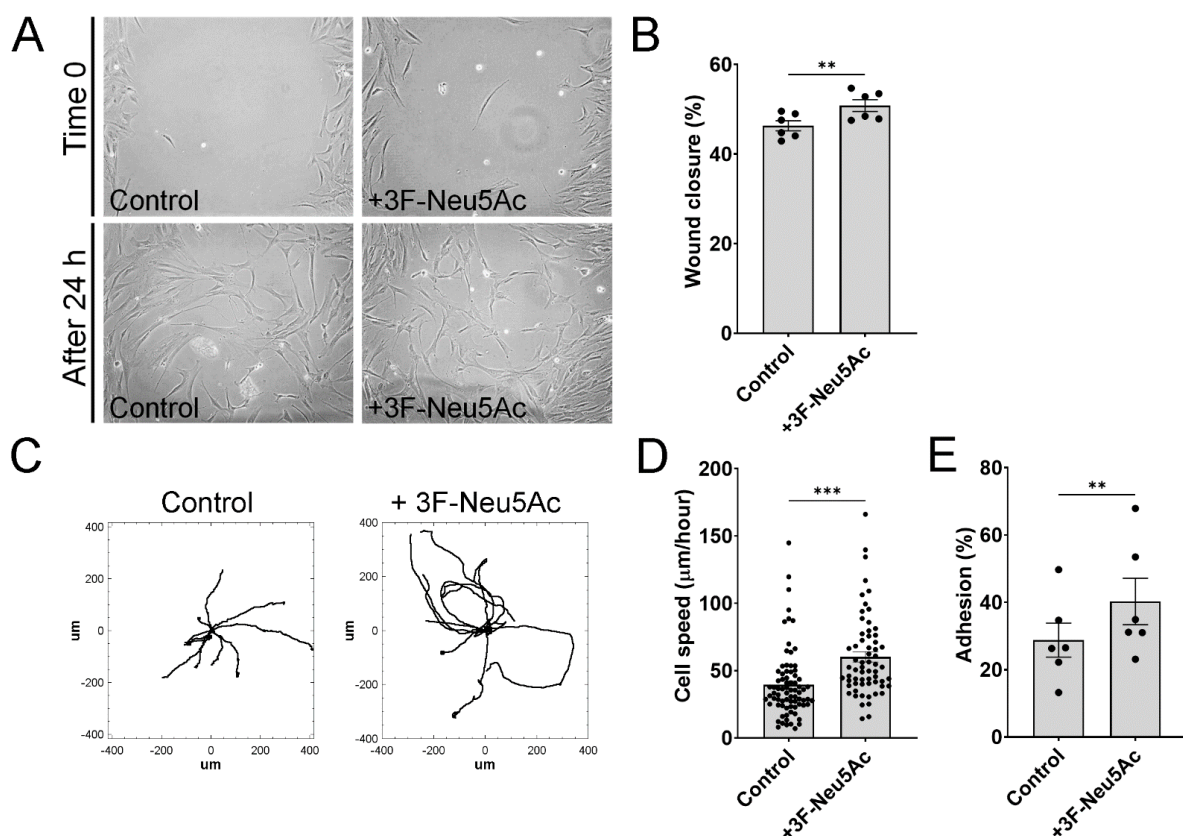 A
Time 0
Control
+3F-Neu5Ac
After 24 h
Control
+3F-Neu5Ac
B
**
60
40
20
0
Wound closure (%)
Control
+3F-Neu5Ac
C
Control
+ 3F-Neu5Ac
400
200
0
-200
-400
um
-400 -200 0 200 400
um
400
200
0
-200
-400
um
-400 -200 0 200 400
um
D
***
200
150
100
50
0
Cell speed (μm/hour)
Control
+3F-Neu5Ac
E
**
80
60
40
20
0
Adhesion (%)
Control
+3F-Neu5Ac